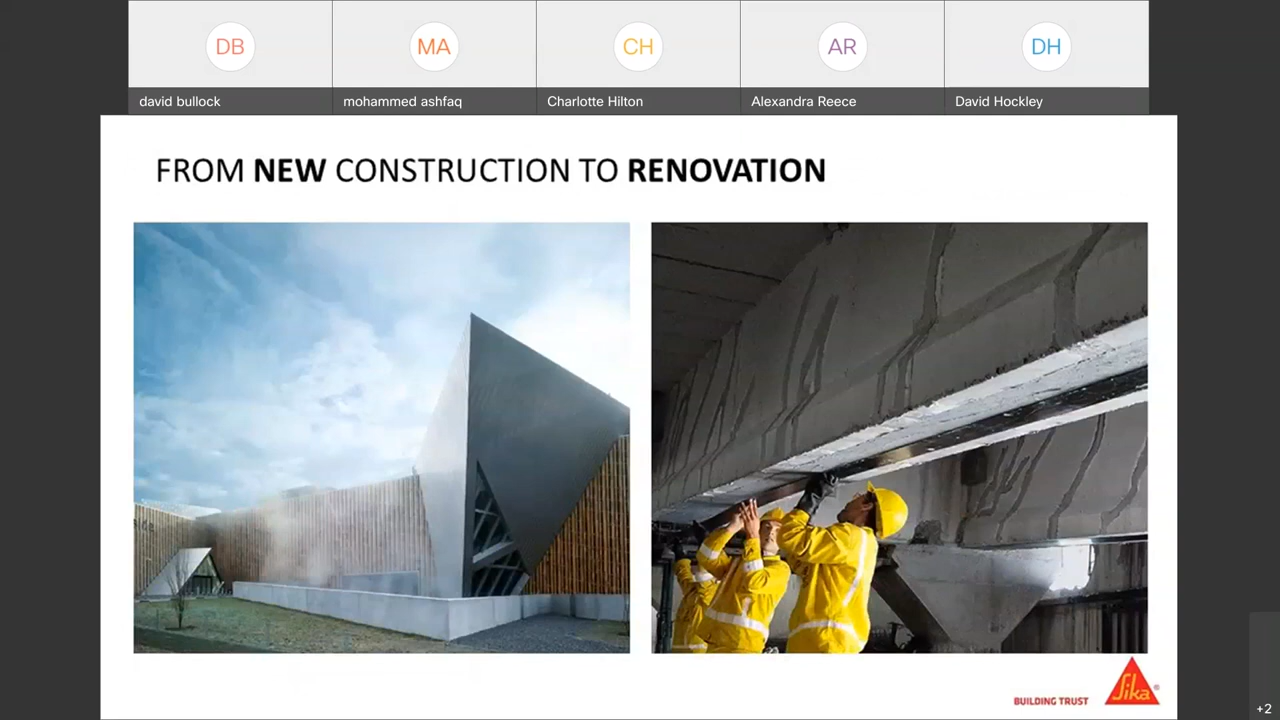 DB
MA
CH
AR
DH
david bullock
mohammed ashfaq
Charlotte Hilton
Alexandra Reece
David Hockley
FROM NEW CONSTRUCTION TO RENOVATION
BUILDING TRUST
Sika®
+2